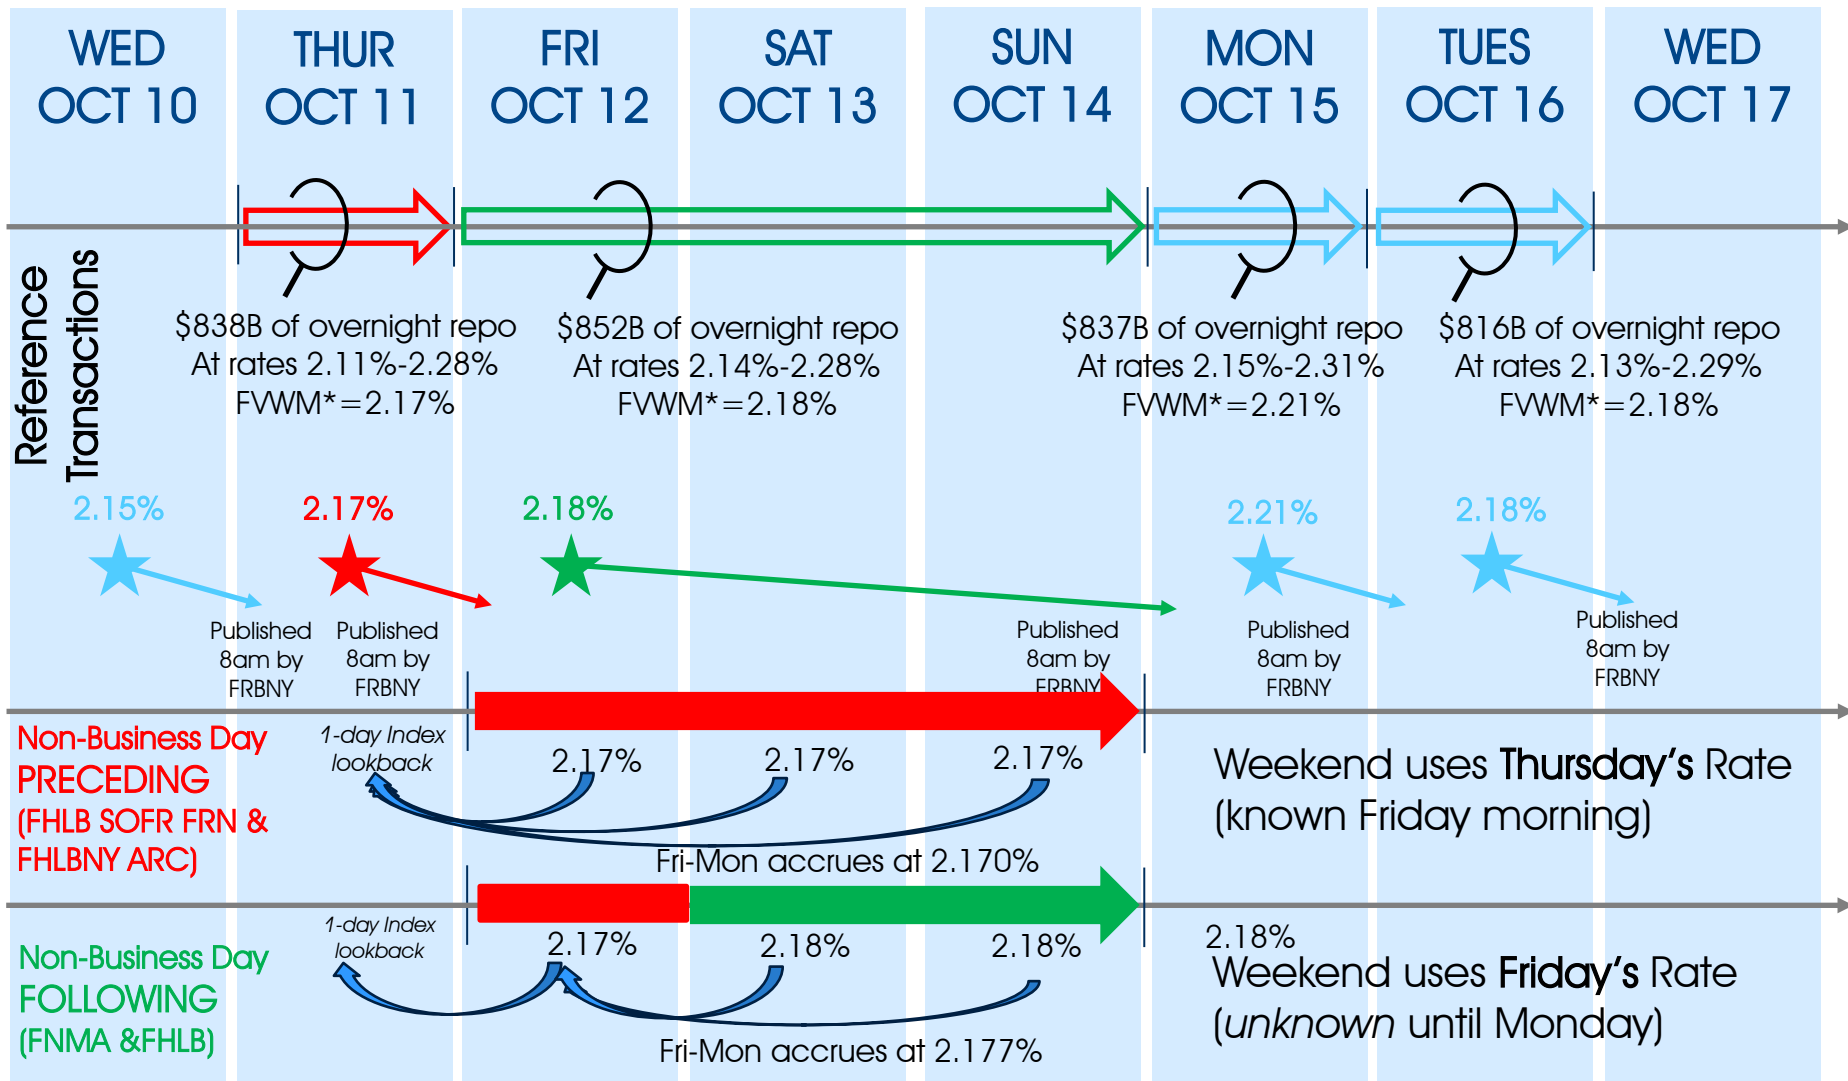 WED
OCT 10
THUR
OCT 11
FRI
OCT 12
SAT
OCT 13
SUN
OCT 14
MON
OCT 15
TUES
OCT 16
WED
OCT 17
Reference
Transactions
$838B of overnight repo
At rates 2.11%-2.28%
FVWM*=2.17%
$852B of overnight repo
At rates 2.14%-2.28%
FVWM*=2.18%
$837B of overnight repo
At rates 2.15%-2.31%
FVWM*=2.21%
$816B of overnight repo
At rates 2.13%-2.29%
FVWM*=2.18%
2.15%
2.17%
2.18%
2.21%
2.18%
Published
8am by
FRBNY
Published
8am by
FRBNY
Published
8am by
FRBNY
Published
8am by
FRBNY
Published
8am by
FRBNY
Non-Business Day
PRECEDING
(FHLB SOFR FRN &
FHLBNY ARC)
1-day Index
lookback
2.17%
2.17%
2.17%
Fri-Mon accrues at 2.170%
Weekend uses Thursday's Rate
(known Friday morning)
Non-Business Day
FOLLOWING
(FNMA &FHLB)
1-day Index
lookback
2.17%
2.18%
2.18%
Fri-Mon accrues at 2.177%
2.18%
Weekend uses Friday's Rate
(unknown until Monday)